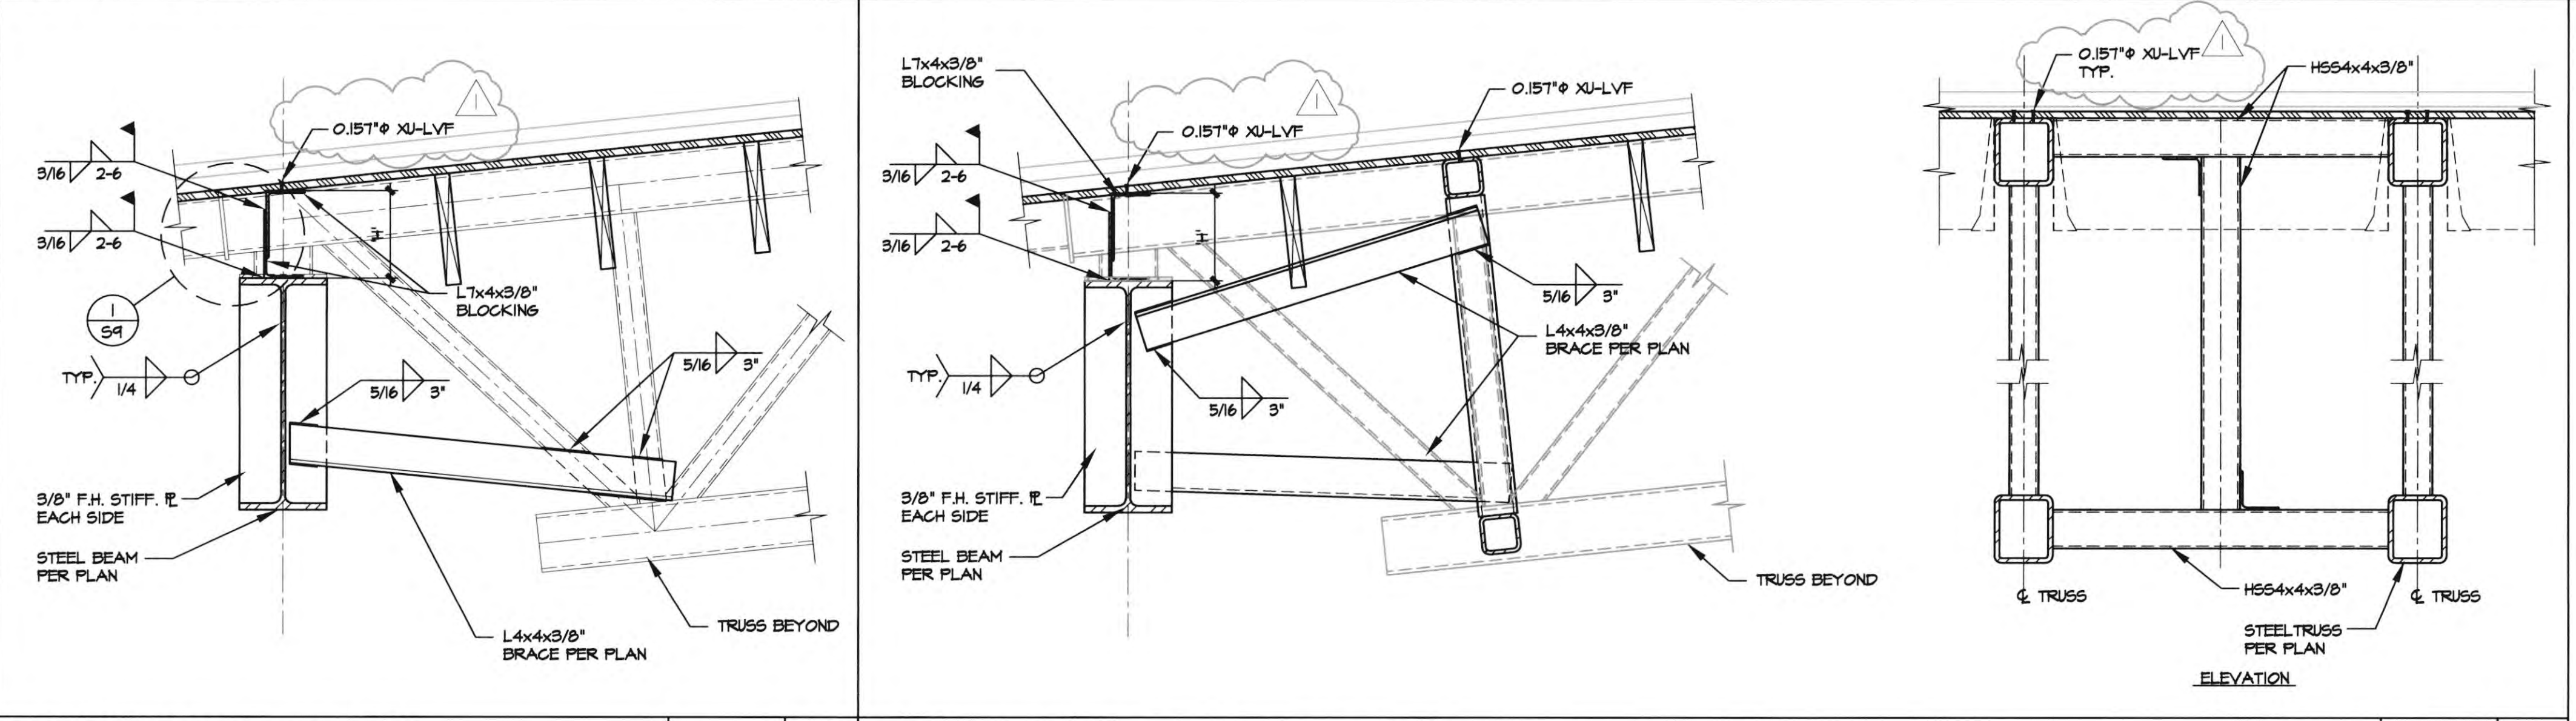 0.157"Φ XU-LVF
1
3/16 2-6
3/16 2-6
H
L7x4x3/8"
BLOCKING
1
S9
TYP. 1/4
5/16 3"
5/16 3"
3/8" F.H. STIFF. ℄
EACH SIDE
STEEL BEAM
PER PLAN
L4x4x3/8"
BRACE PER PLAN
TRUSS BEYOND
L7x4x3/8"
BLOCKING
1
0.157"Φ XU-LVF
0.157"Φ XU-LVF
3/16 2-6
3/16 2-6
H
5/16 3"
L4x4x3/8"
BRACE PER PLAN
TYP. 1/4
5/16 3"
3/8" F.H. STIFF. PL
EACH SIDE
STEEL BEAM
PER PLAN
TRUSS BEYOND
0.157"Φ XU-LVF
TYP.
1
HSS4x4x3/8"
℄ TRUSS
HSS4x4x3/8"
℄ TRUSS
STEEL TRUSS
PER PLAN
ELEVATION